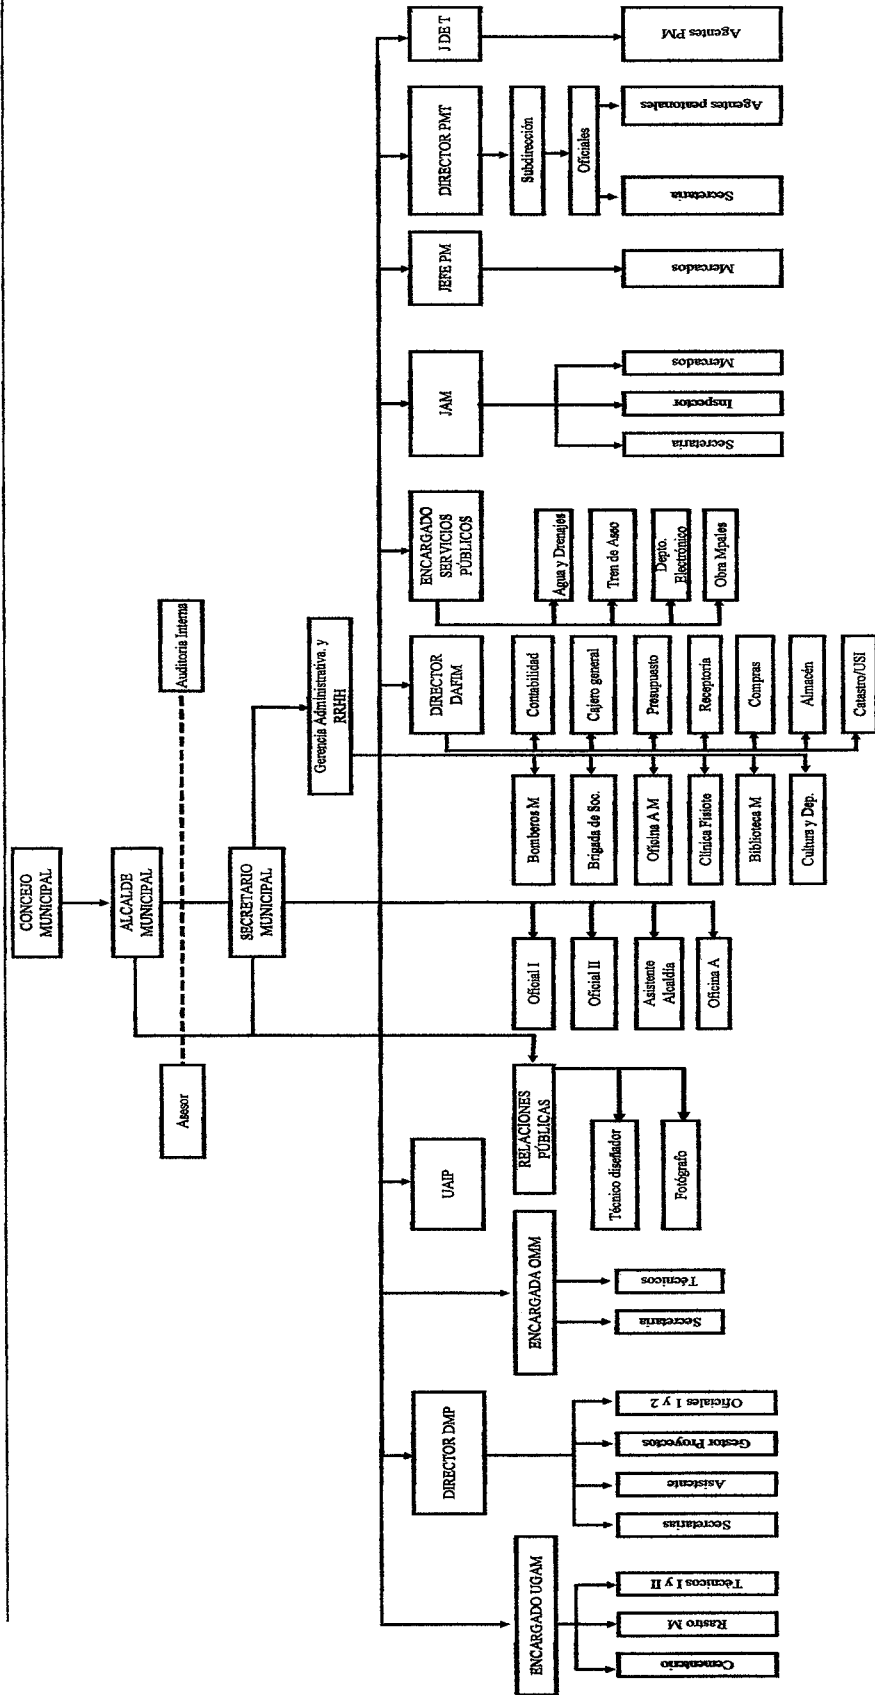 CONCEJO
MUNICIPAL
ALCALDE
MUNICIPAL
Asesor
Auditoria Interna
SECRETARIO
MUNICIPAL
Gerencia Administrativa. y
RRHH
ENCARGADO UGAM
Cementerio
Rastro M
Técnicos I y II
DIRECTOR DMP
Secretarias
Asistente
Gestor Proyectos
Oficiales 1 y 2
ENCARGADA OMM
Secretaria
Técnicos
UAIP
RELACIONES
PÚBLICAS
Técnico diseñador
Fotógrafo
Oficial I
Oficial II
Asistente
Alcaldía
Oficina A
Bomberos M
Brigada de Soc.
Oficina A M
Clínica Fisiote
Biblioteca M
Cultura y Dep.
DIRECTOR
DAFIM
Contabilidad
Cajero general
Presupuesto
Receptoria
Compras
Almacén
Catastro/USI
ENCARGADO
SERVICIOS
PÚBLICOS
Agua y Drenajes
Tren de Aseo
Depto.
Electrónico
Obra Mpales
JAM
Secretaria
Inspector
Mercados
JEFE PM
Mercados
DIRECTOR PMT
Subdirección
Oficiales
Secretaria
Agentes peatonales
J DE T
Agentes PM